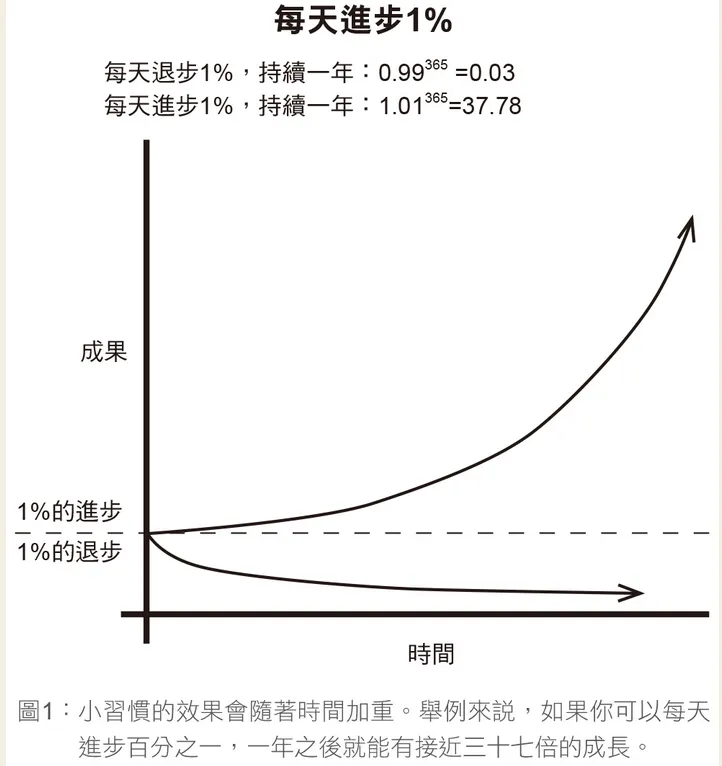 每天進步1%
每天退步1%，持續一年：0.99³⁶⁵ =0.03
每天進步1%，持續一年：1.01³⁶⁵=37.78
成果
1%的進步
1%的退步
時間
圖1：小習慣的效果會隨著時間加重。舉例來説，如果你可以每天
進步百分之一，一年之後就能有接近三十七倍的成長。